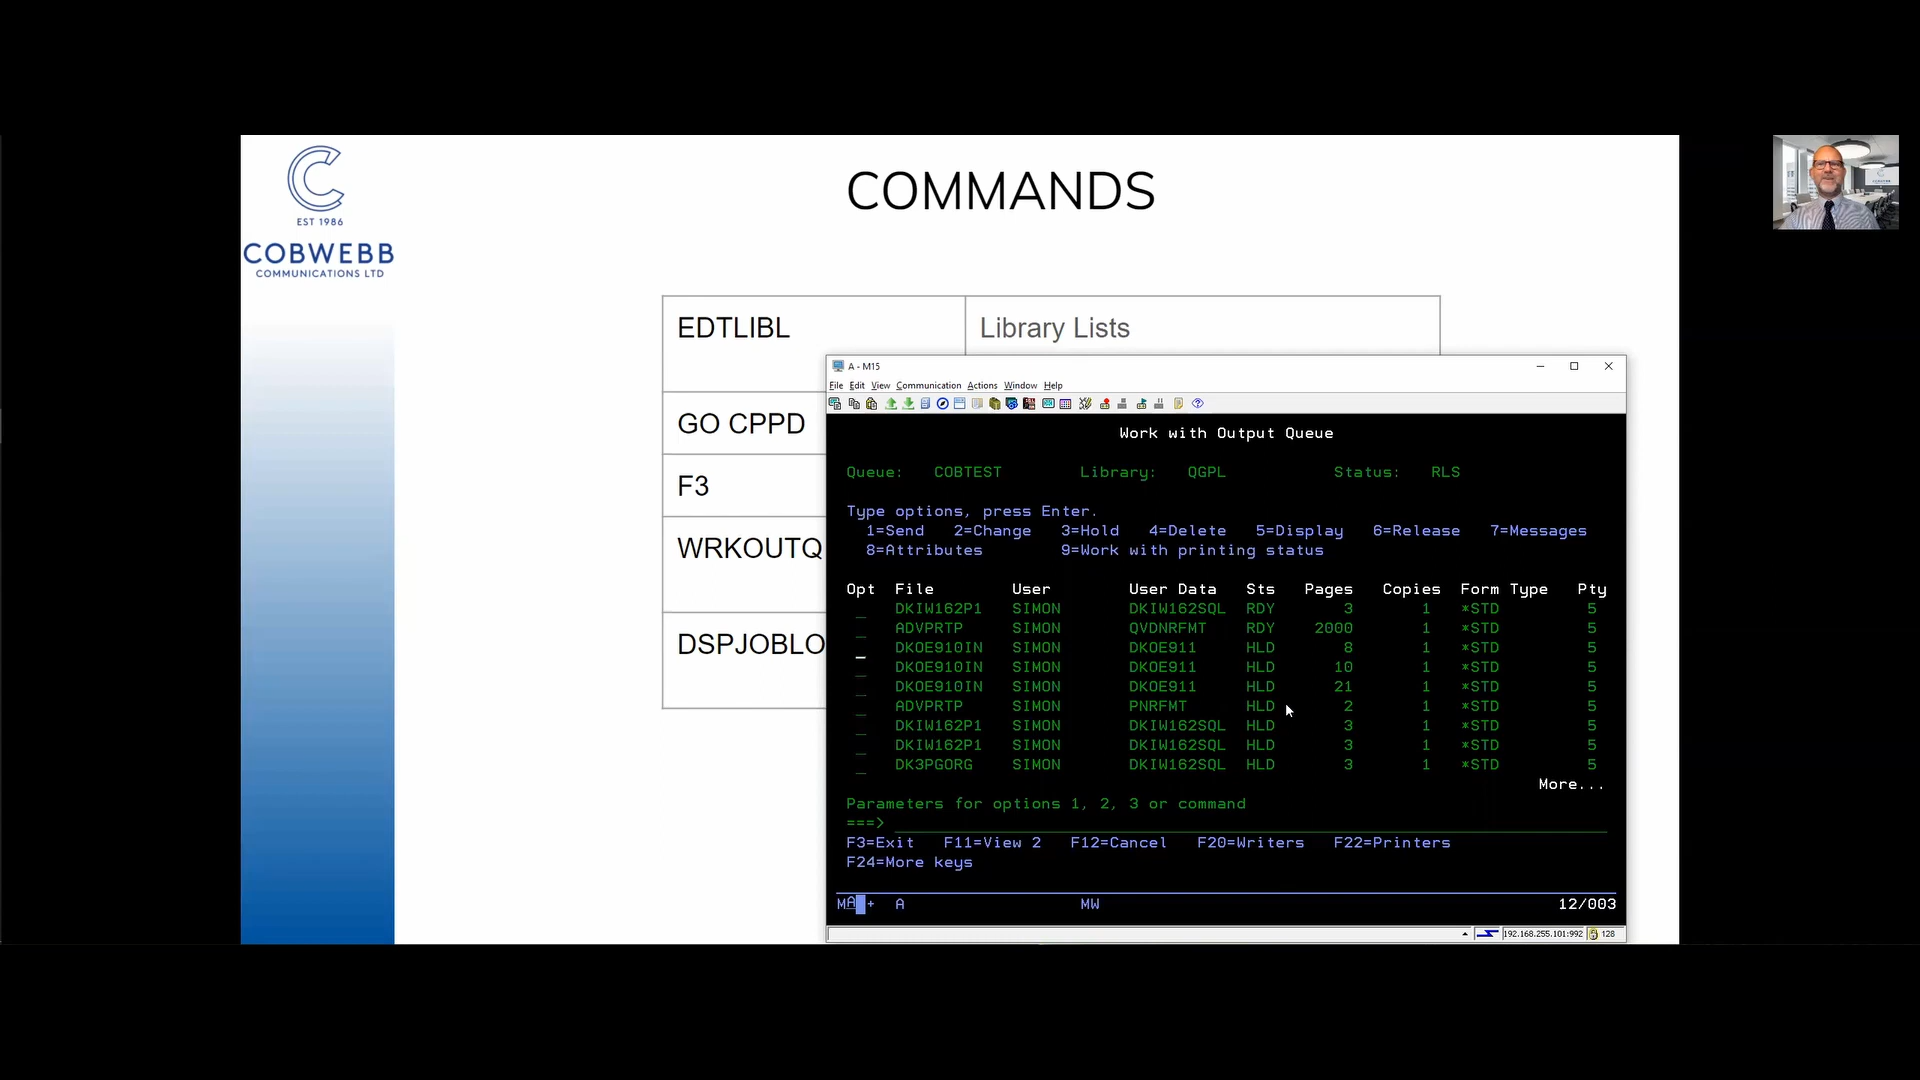 COMMANDS
EST 1986
COBWEBB
COMMUNICATIONS LTD
EDTLIBL Library Lists
GO CPPD
F3
WRKOUTQ
DSPJOBLO
A - M15
File Edit View Communication Actions Window Help
Work with Output Queue
Queue: COBTEST Library: QGPL Status: RLS
Type options, press Enter.
1=Send 2=Change 3=Hold 4=Delete 5=Display 6=Release 7=Messages
8=Attributes 9=Work with printing status
Opt File User User Data Sts Pages Copies Form Type Pty
_ DKIW162P1 SIMON DKIW162SQL RDY 3 1 *STD 5
_ ADVPRTP SIMON QVDNRFMT RDY 2000 1 *STD 5
_ DKOE910IN SIMON DKOE911 HLD 8 1 *STD 5
_ DKOE910IN SIMON DKOE911 HLD 10 1 *STD 5
_ DKOE910IN SIMON DKOE911 HLD 21 1 *STD 5
_ ADVPRTP SIMON PNRFMT HLD 2 1 *STD 5
_ DKIW162P1 SIMON DKIW162SQL HLD 3 1 *STD 5
_ DKIW162P1 SIMON DKIW162SQL HLD 3 1 *STD 5
_ DK3PGORG SIMON DKIW162SQL HLD 3 1 *STD 5
More...
Parameters for options 1, 2, 3 or command
===>
F3=Exit F11=View 2 F12=Cancel F20=Writers F22=Printers
F24=More keys
MA + A MW 12/003
192.168.255.101:992 128